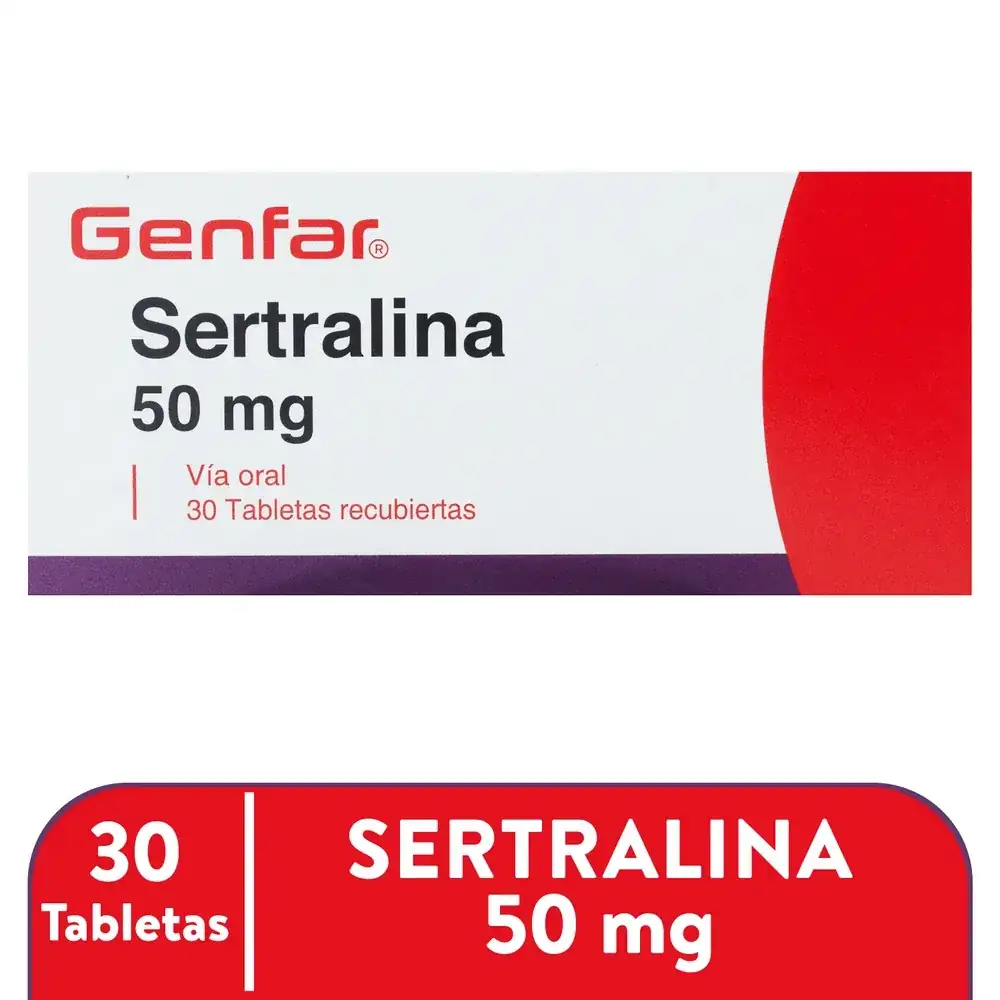 Genfar®
Sertralina
50 mg
Vía oral
30 Tabletas recubiertas
30
Tabletas
SERTRALINA
50 mg